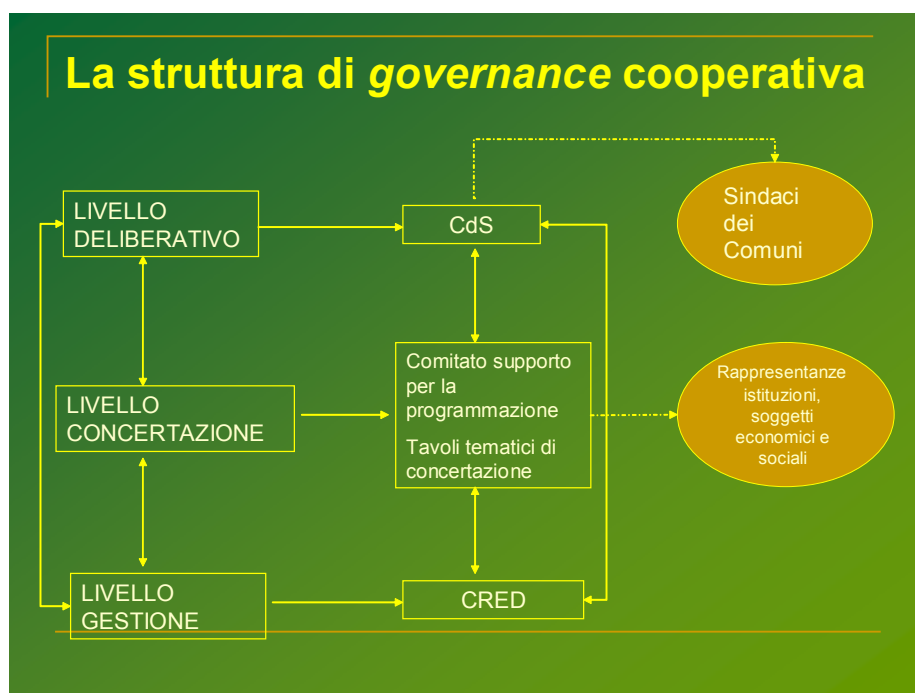 La struttura di governance cooperativa
LIVELLO
DELIBERATIVO
CdS
Sindaci
dei
Comuni
LIVELLO
CONCERTAZIONE
Comitato supporto
per la
programmazione
Tavoli tematici di
concertazione
Rappresentanze
istituzioni,
soggetti
economici e
sociali
LIVELLO
GESTIONE
CRED